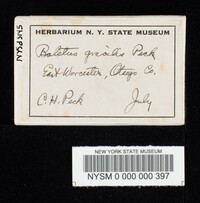 NYSd3145
HERBARIUM N. Y. STATE MUSEUM
Boletus gracilis Peck
East Worcester, Otsego Co.
C. H. Peck July
NEW YORK STATE MUSEUM
NYSM 0 000 000 397